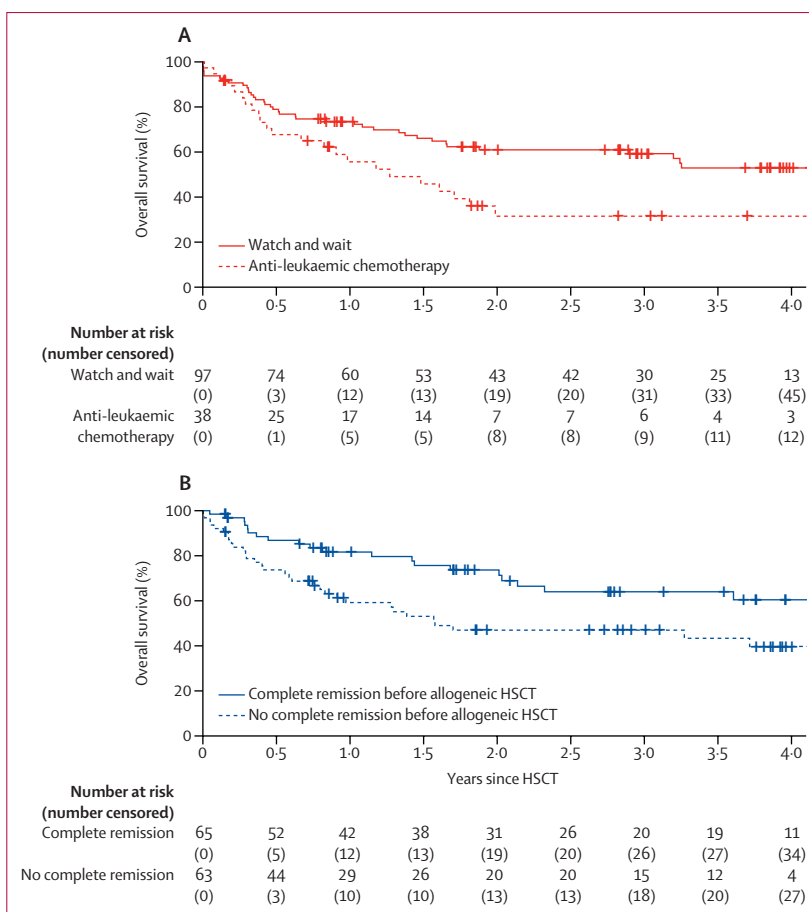 A
100
80
60
40
20
0
Overall survival (%)
Watch and wait
Anti-leukaemic chemotherapy
0 0·5 1·0 1·5 2·0 2·5 3·0 3·5 4·0
Number at risk
(number censored)
Watch and wait 97 74 60 53 43 42 30 25 13
(0) (3) (12) (13) (19) (20) (31) (33) (45)
Anti-leukaemic 38 25 17 14 7 7 6 4 3
chemotherapy (0) (1) (5) (5) (8) (8) (9) (11) (12)
B
100
80
60
40
20
0
Overall survival (%)
Complete remission before allogeneic HSCT
No complete remission before allogeneic HSCT
0 0·5 1·0 1·5 2·0 2·5 3·0 3·5 4·0
Years since HSCT
Number at risk
(number censored)
Complete remission 65 52 42 38 31 26 20 19 11
(0) (5) (12) (13) (19) (20) (26) (27) (34)
No complete remission 63 44 29 26 20 20 15 12 4
(0) (3) (10) (10) (13) (13) (18) (20) (27)